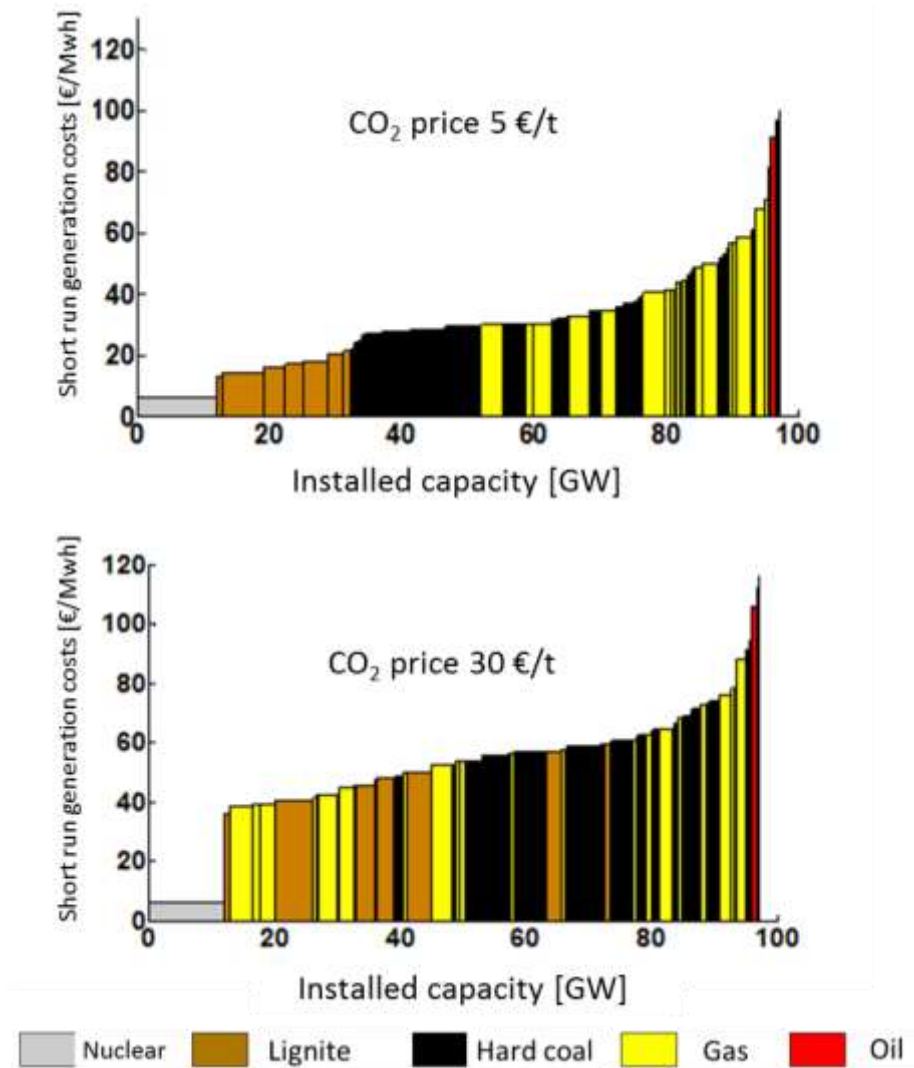 Short run generation costs [€/Mwh]
120
100
80
60
40
20
0
CO₂ price 5 €/t
0 20 40 60 80 100
Installed capacity [GW]
Short run generation costs [€/Mwh]
120
100
80
60
40
20
0
CO₂ price 30 €/t
0 20 40 60 80 100
Installed capacity [GW]
Nuclear Lignite Hard coal Gas Oil